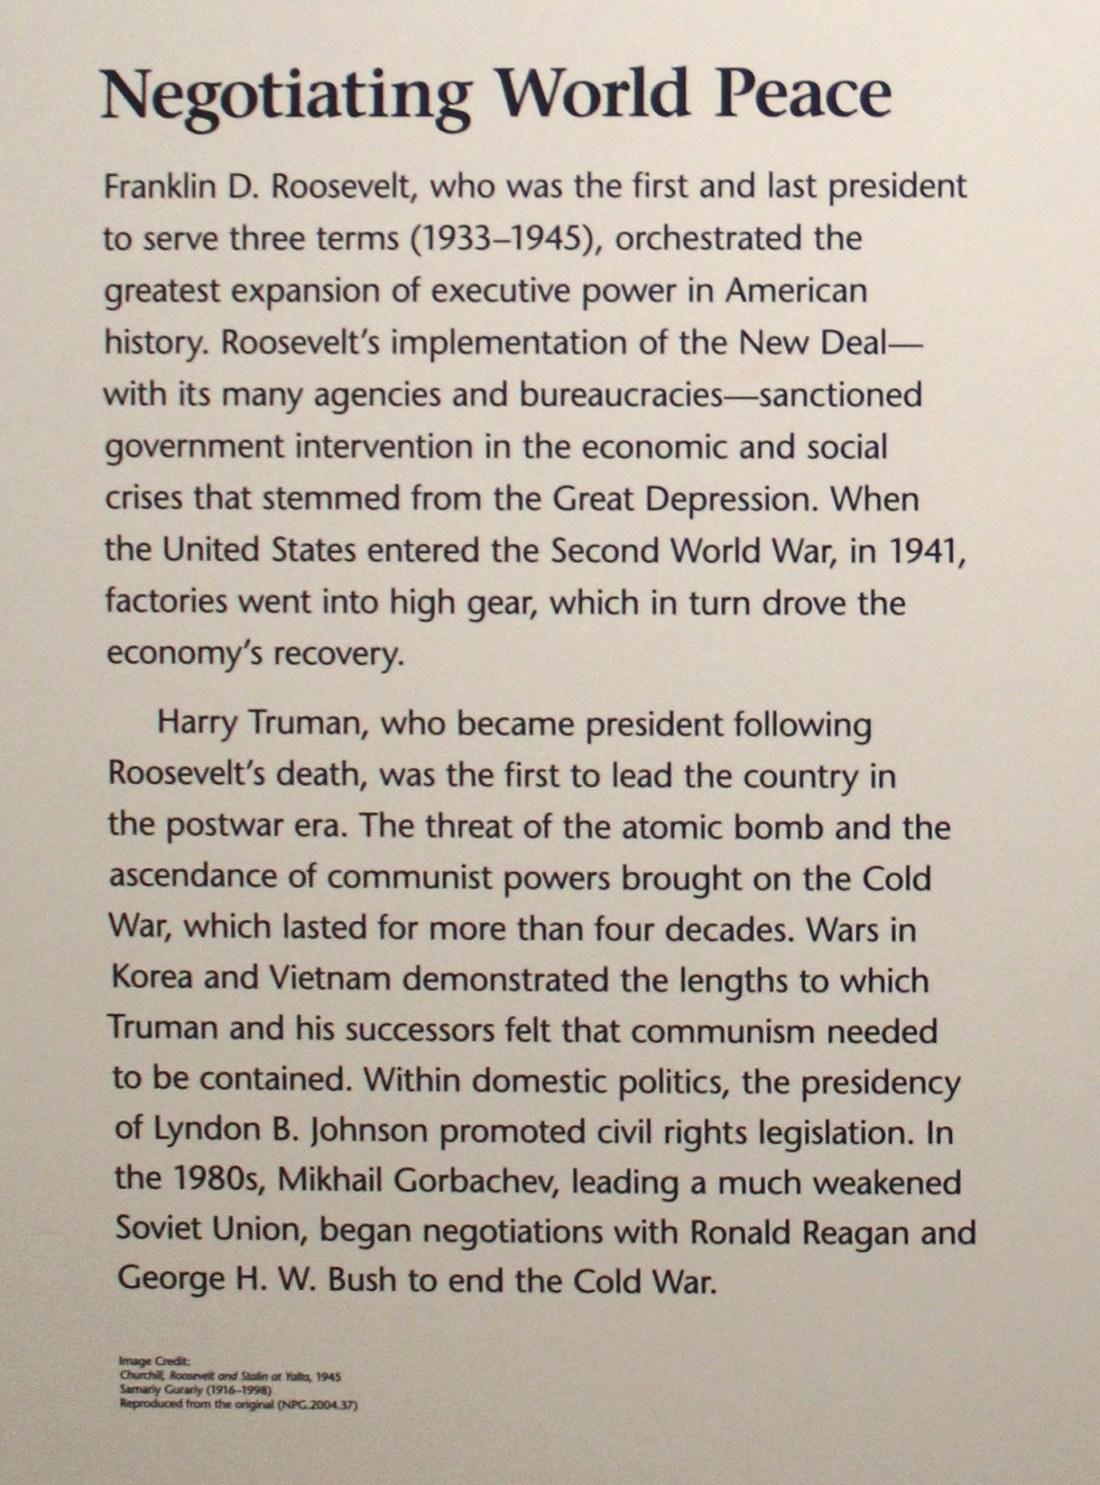 Negotiating World Peace
Franklin D. Roosevelt, who was the first and last president
to serve three terms (1933–1945), orchestrated the
greatest expansion of executive power in American
history. Roosevelt's implementation of the New Deal—
with its many agencies and bureaucracies—sanctioned
government intervention in the economic and social
crises that stemmed from the Great Depression. When
the United States entered the Second World War, in 1941,
factories went into high gear, which in turn drove the
economy's recovery.
Harry Truman, who became president following
Roosevelt's death, was the first to lead the country in
the postwar era. The threat of the atomic bomb and the
ascendance of communist powers brought on the Cold
War, which lasted for more than four decades. Wars in
Korea and Vietnam demonstrated the lengths to which
Truman and his successors felt that communism needed
to be contained. Within domestic politics, the presidency
of Lyndon B. Johnson promoted civil rights legislation. In
the 1980s, Mikhail Gorbachev, leading a much weakened
Soviet Union, began negotiations with Ronald Reagan and
George H. W. Bush to end the Cold War.
Image Credit:
Churchill, Roosevelt and Stalin at Yalta, 1945
Samariy Gurariy (1916–1998)
Reproduced from the original (NPG.2004.37)